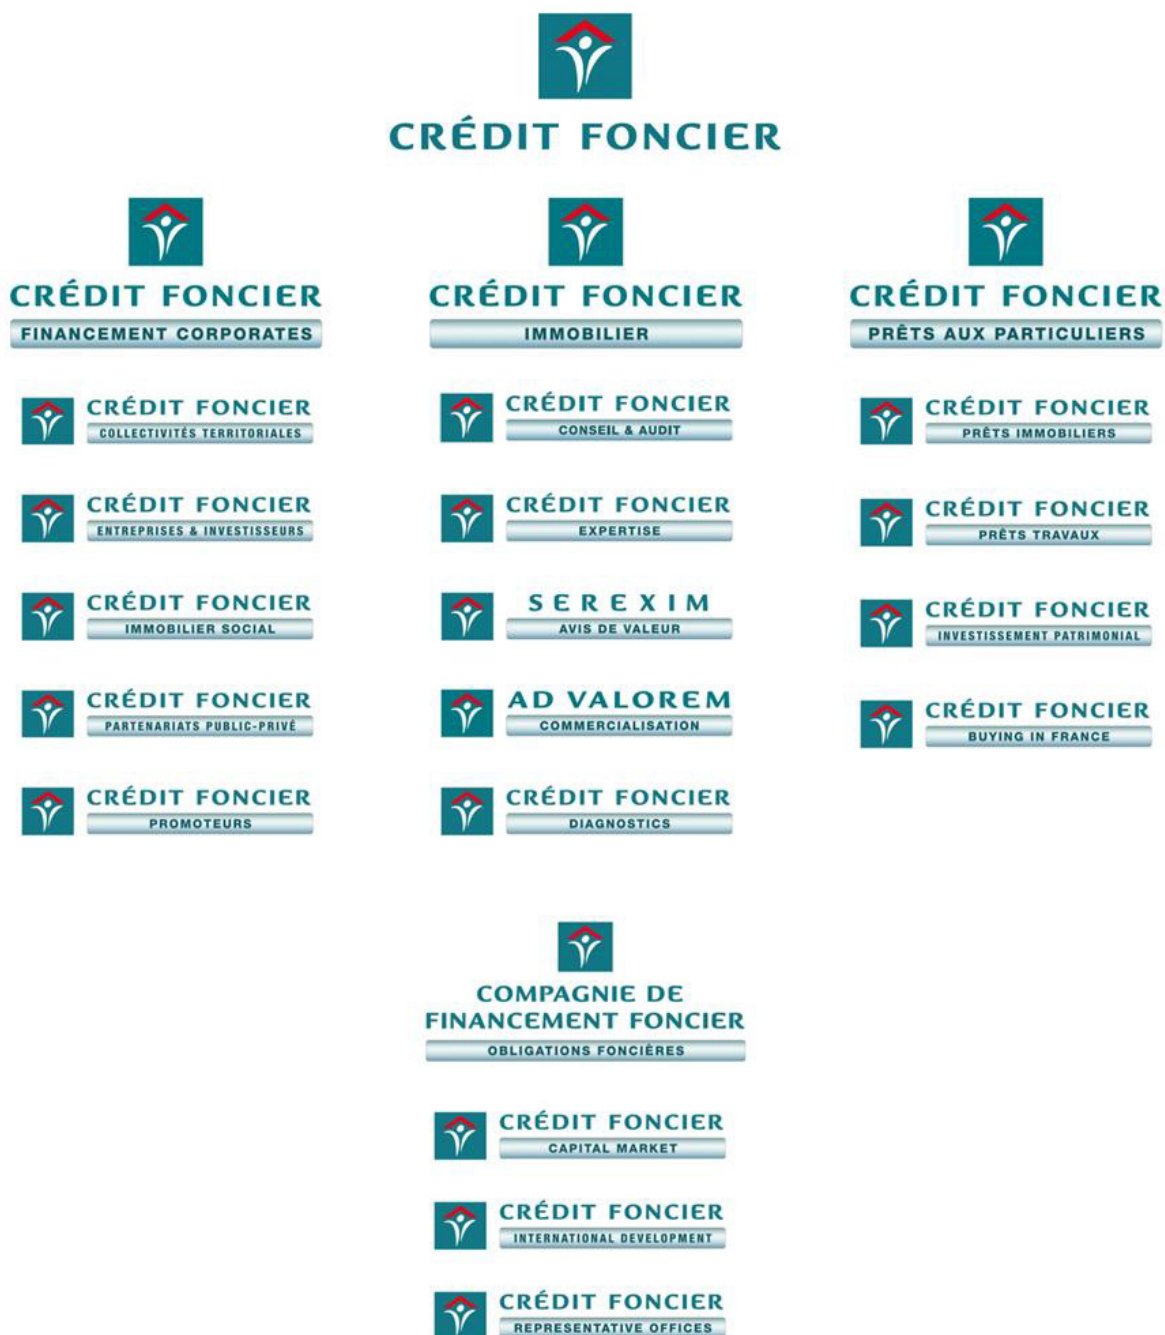 CRÉDIT FONCIER
CRÉDIT FONCIER
FINANCEMENT CORPORATES
CRÉDIT FONCIER
COLLECTIVITÉS TERRITORIALES
CRÉDIT FONCIER
ENTREPRISES & INVESTISSEURS
CRÉDIT FONCIER
IMMOBILIER SOCIAL
CRÉDIT FONCIER
PARTENARIATS PUBLIC-PRIVÉ
CRÉDIT FONCIER
PROMOTEURS
CRÉDIT FONCIER
IMMOBILIER
CRÉDIT FONCIER
CONSEIL & AUDIT
CRÉDIT FONCIER
EXPERTISE
SEREXIM
AVIS DE VALEUR
AD VALOREM
COMMERCIALISATION
CRÉDIT FONCIER
DIAGNOSTICS
CRÉDIT FONCIER
PRÊTS AUX PARTICULIERS
CRÉDIT FONCIER
PRÊTS IMMOBILIERS
CRÉDIT FONCIER
PRÊTS TRAVAUX
CRÉDIT FONCIER
INVESTISSEMENT PATRIMONIAL
CRÉDIT FONCIER
BUYING IN FRANCE
COMPAGNIE DE
FINANCEMENT FONCIER
OBLIGATIONS FONCIÈRES
CRÉDIT FONCIER
CAPITAL MARKET
CRÉDIT FONCIER
INTERNATIONAL DEVELOPMENT
CRÉDIT FONCIER
REPRESENTATIVE OFFICES